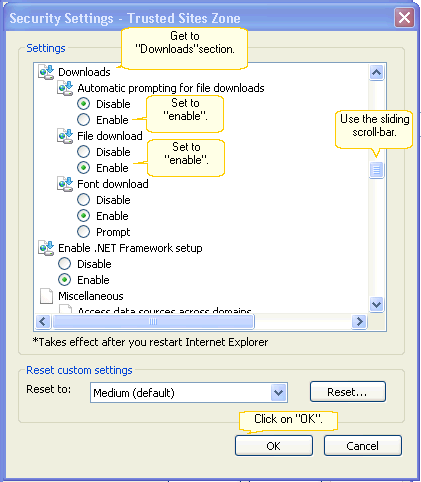 Security Settings - Trusted Sites Zone
Get to
"Downloads"section.
Settings
Downloads
Automatic prompting for file downloads
Disable
Enable
Set to
"enable".
File download
Disable
Enable
Set to
"enable".
Use the sliding
scroll-bar.
Font download
Disable
Enable
Prompt
Enable .NET Framework setup
Disable
Enable
Miscellaneous
Access data sources across domains
*Takes effect after you restart Internet Explorer
Reset custom settings
Reset to:
Medium (default)
Reset...
Click on "OK".
OK
Cancel